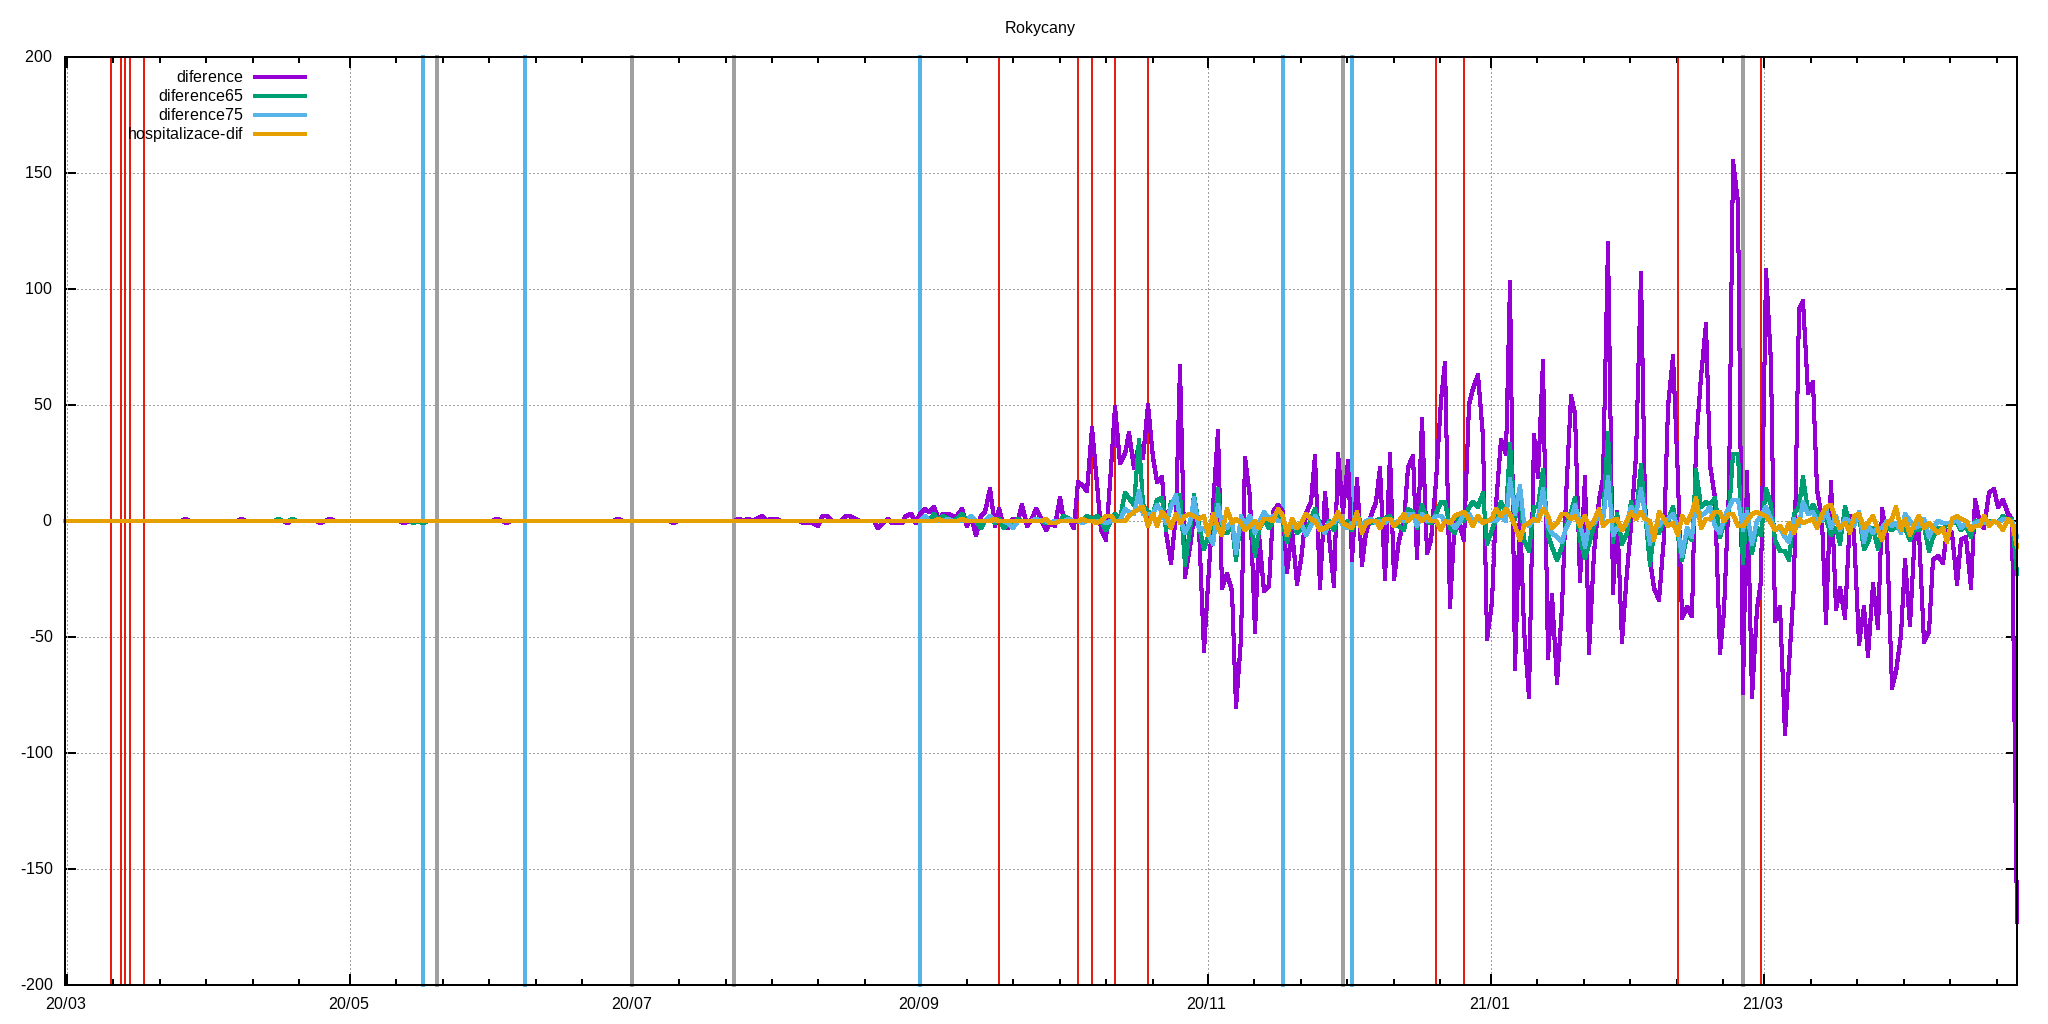 Rokycany
200
150
100
50
0
-50
-100
-150
-200
diference
diference65
diference75
hospitalizace-dif
20/03 20/05 20/07 20/09 20/11 21/01 21/03